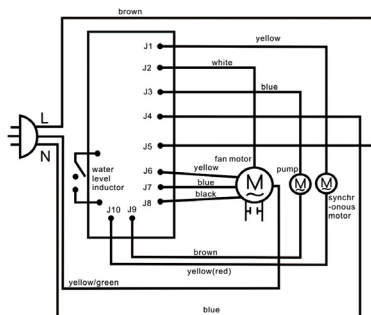 brown
yellow
J1
white
J2
blue
J3
J4
L
J5
N
water
level
inductor
fan motor
J6
yellow
J7
blue
J8
black
M
pump
M
M
synchr
-onous
motor
J10
J9
brown
yellow(red)
yellow/green
blue